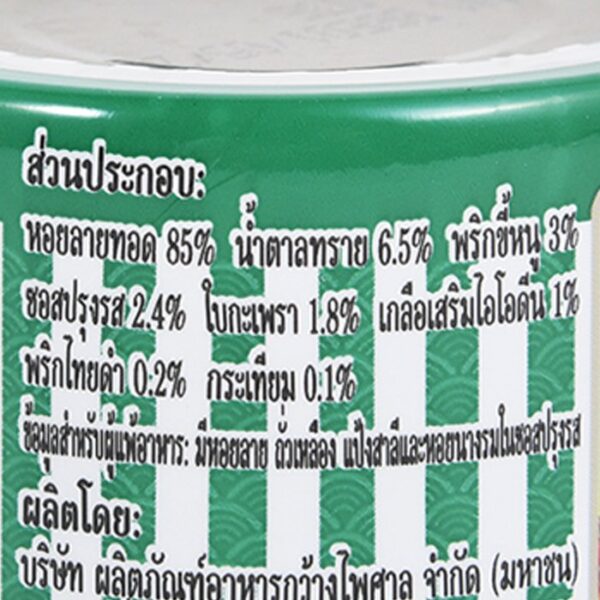 ส่วนประกอบ:
หอยลายทอด 85% น้ำตาลทราย 6.5% พริกขี้หนู 3%
ซอสปรุงรส 2.4% ใบกะเพรา 1.8% เกลือเสริมไอโอดีน 1%
พริกไทยดำ 0.2% กระเทียม 0.1%
ข้อมูลสำหรับผู้แพ้อาหาร: มีหอยลาย ถั่วเหลือง แป้งสาลีและหอยนางรมในซอสปรุงรส
ผลิตโดย:
บริษัท ผลิตภัณฑ์อาหารกว้างไพศาล จำกัด (มหาชน)